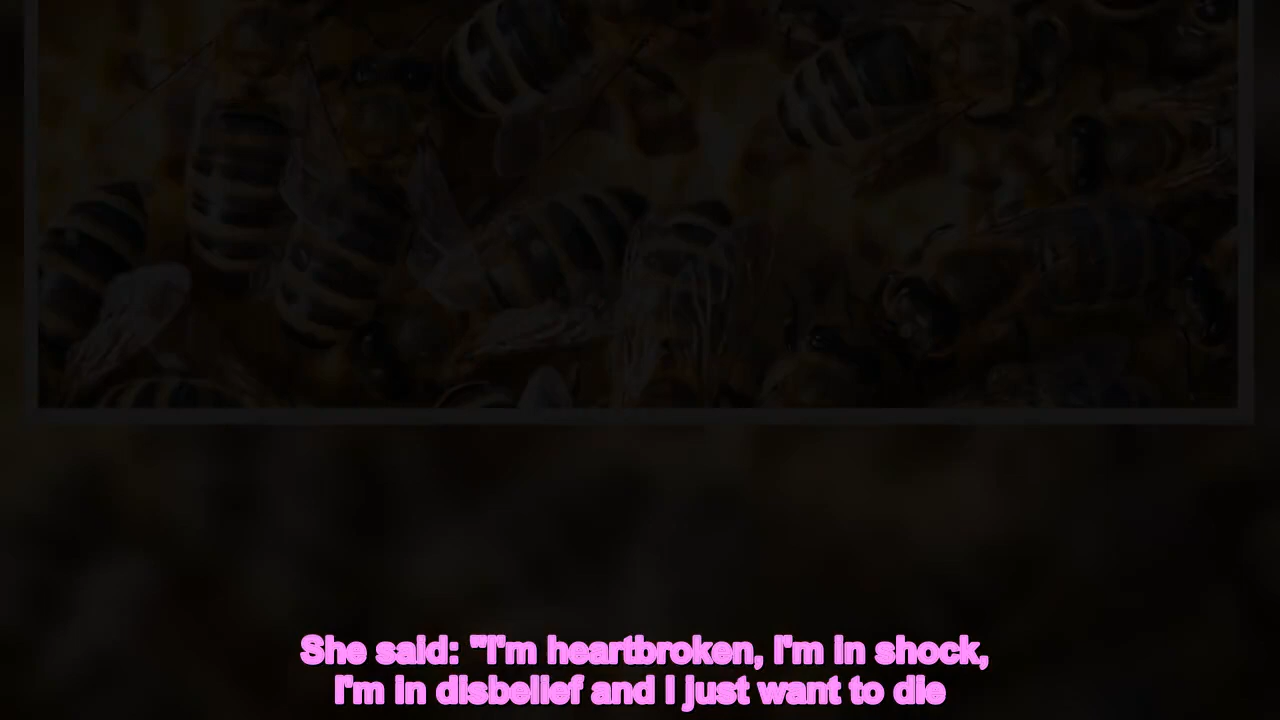 She said: "I'm heartbroken, I'm in shock,
I'm in disbelief and I just want to die